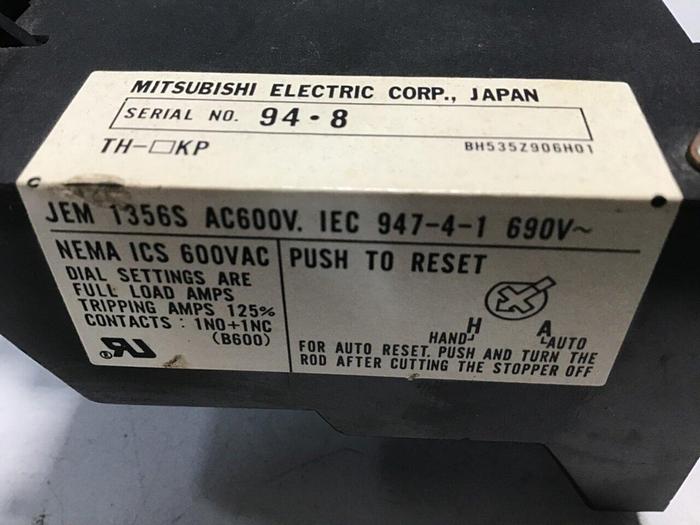 MITSUBISHI ELECTRIC CORP., JAPAN
SERIAL NO. 94・8
TH-□KP BH535Z906H01
JEM 1356S AC600V. IEC 947-4-1 690V~
NEMA ICS 600VAC
DIAL SETTINGS ARE
FULL LOAD AMPS
TRIPPING AMPS 125%
CONTACTS : 1NO+1NC
(B600)
PUSH TO RESET
H A
HAND AUTO
FOR AUTO RESET. PUSH AND TURN THE
ROD AFTER CUTTING THE STOPPER OFF